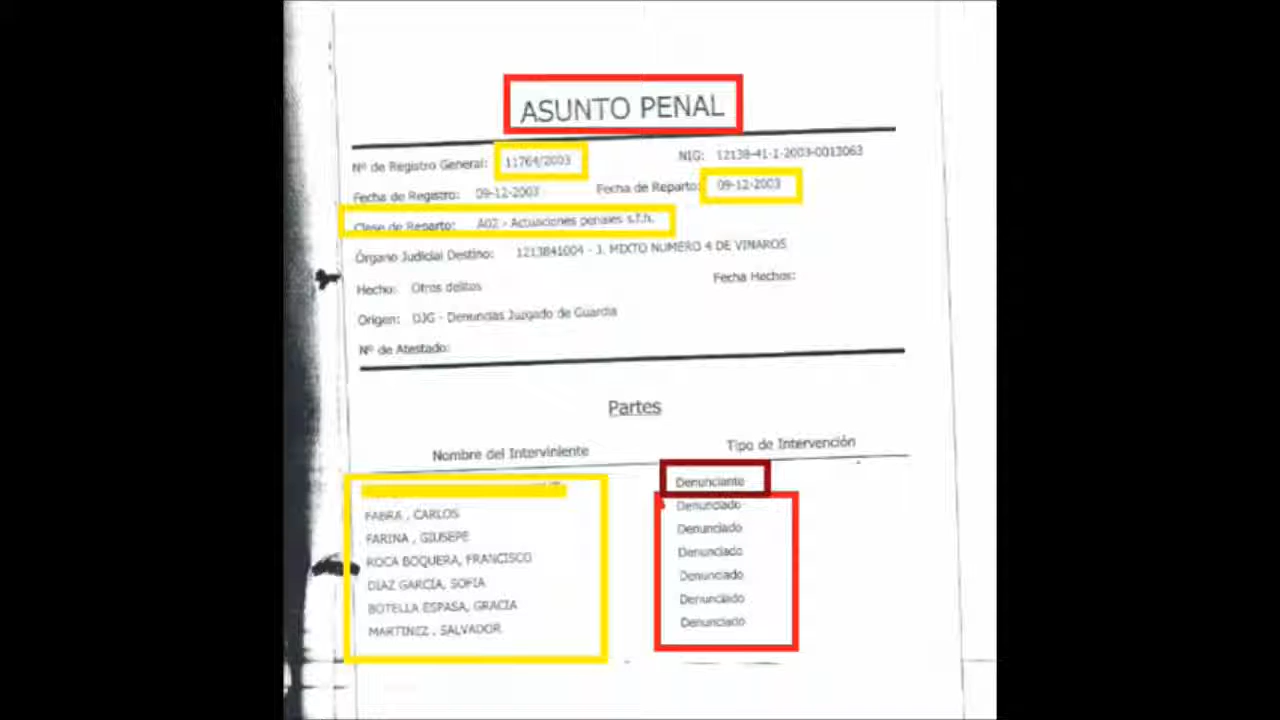 ASUNTO PENAL
Nº de Registro General: 11764/2003 NIG: 12138-41-1-2003-0013063
Fecha de Registro: 09-12-2003 Fecha de Reparto: 09-12-2003
Clase de Reparto: A02 - Actuaciones penales s.f.h.
Órgano Judicial Destino: 1213841004 - J. MIXTO NUMERO 4 DE VINAROS
Hecho: Otros delitos Fecha Hechos:
Origen: DJG - Denuncias Juzgado de Guardia
Nº de Atestado:
Partes
Nombre del Interviniente Tipo de Intervención
Denunciante
FABRA , CARLOS Denunciado
FARINA , GIUSEPE Denunciado
ROCA BOQUERA, FRANCISCO Denunciado
DIAZ GARCIA, SOFIA Denunciado
BOTELLA ESPASA, GRACIA Denunciado
MARTINEZ , SALVADOR Denunciado